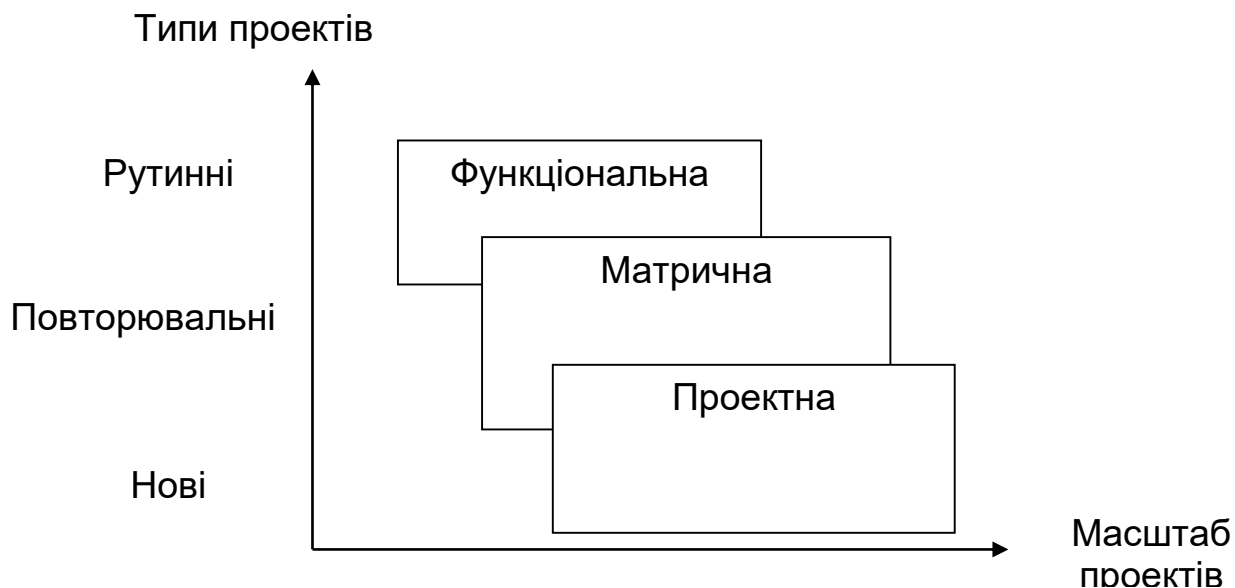 Типи проектів
Рутинні
Функціональна
Матрична
Повторювальні
Проектна
Нові
Масштаб
проектів